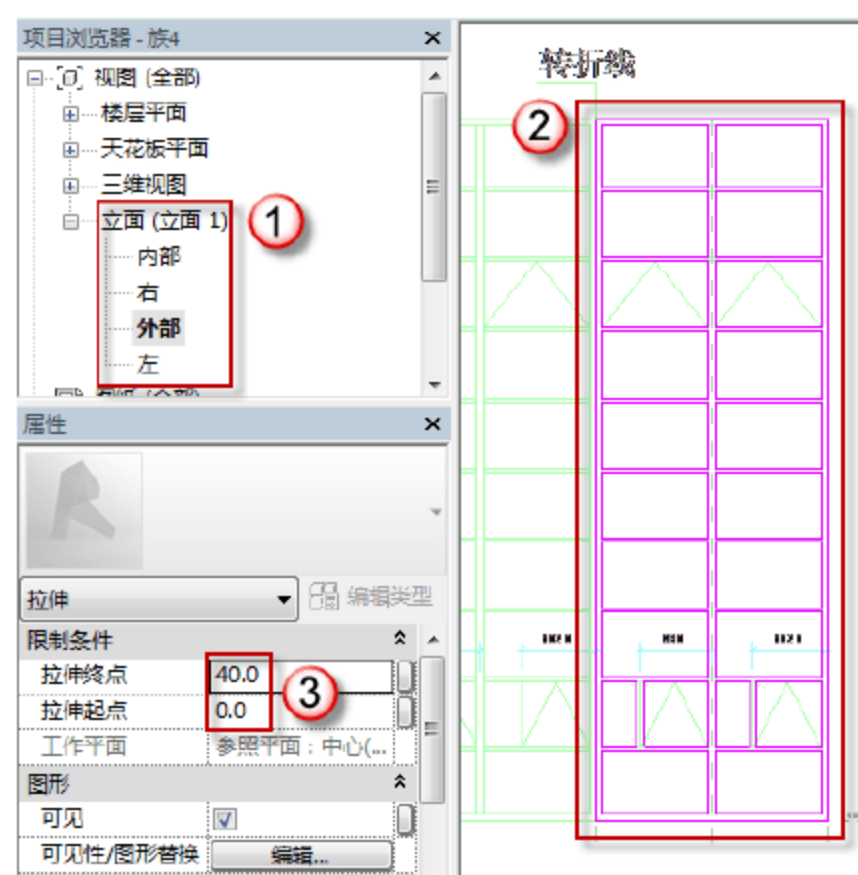 项目浏览器 - 族4
视图 (全部)
楼层平面
天花板平面
三维视图
立面 (立面 1)
内部
右
外部
左
1
属性
拉伸
编辑类型
限制条件
拉伸终点 40.0
拉伸起点 0.0
3
工作平面 参照平面 : 中心(...
图形
可见
可见性/图形替换 编辑...
转折线
2